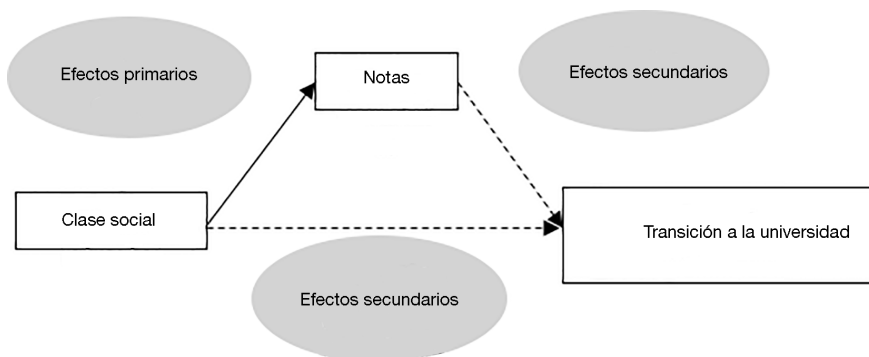 Efectos primarios
Notas
Efectos secundarios
Clase social
Transición a la universidad
Efectos secundarios